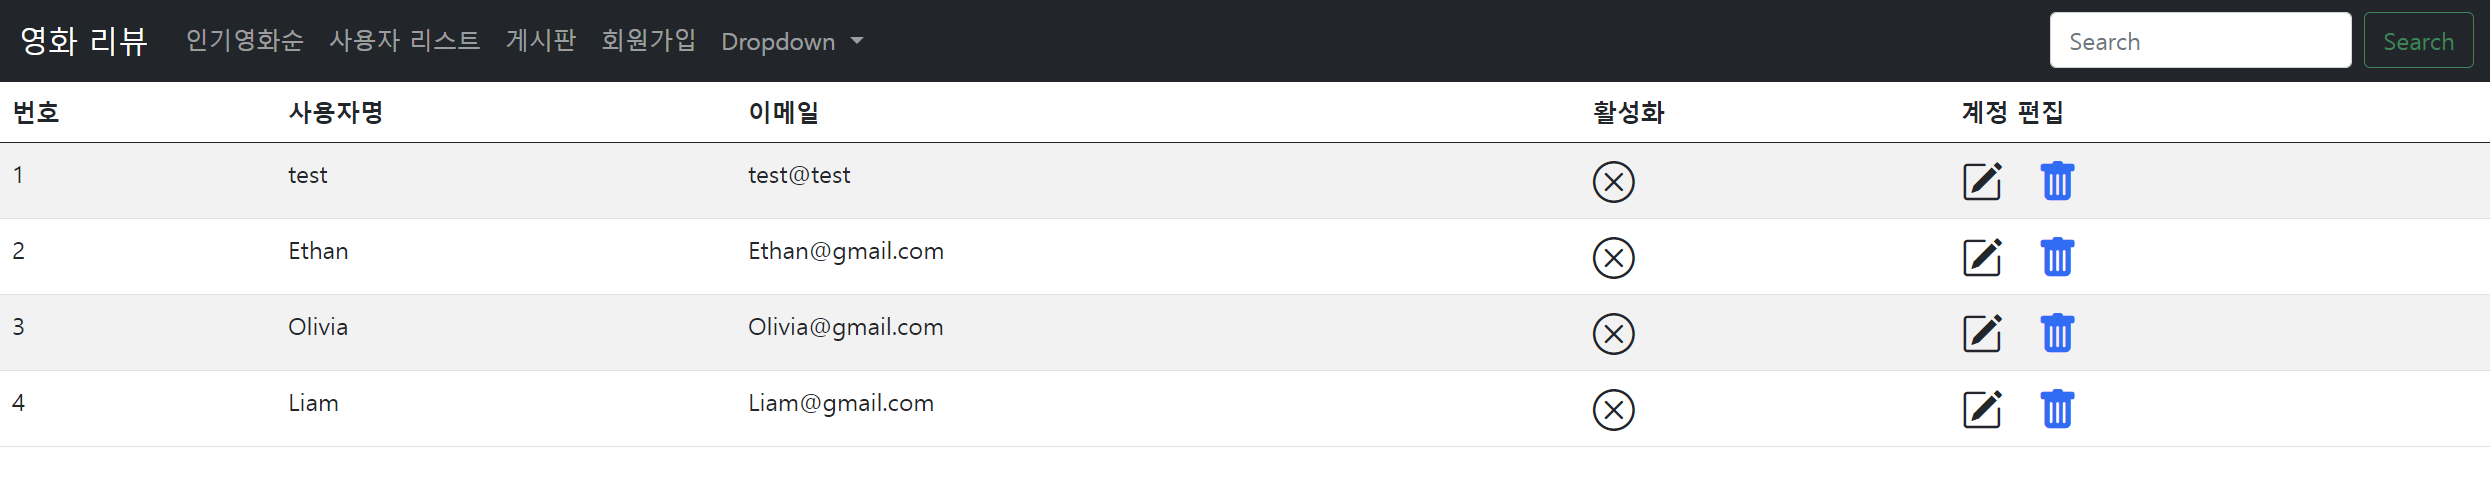 영화 리뷰 인기영화순 사용자 리스트 게시판 회원가입 Dropdown Search Search
번호 사용자명 이메일 활성화 계정 편집
1 test test@test
2 Ethan Ethan@gmail.com
3 Olivia Olivia@gmail.com
4 Liam Liam@gmail.com